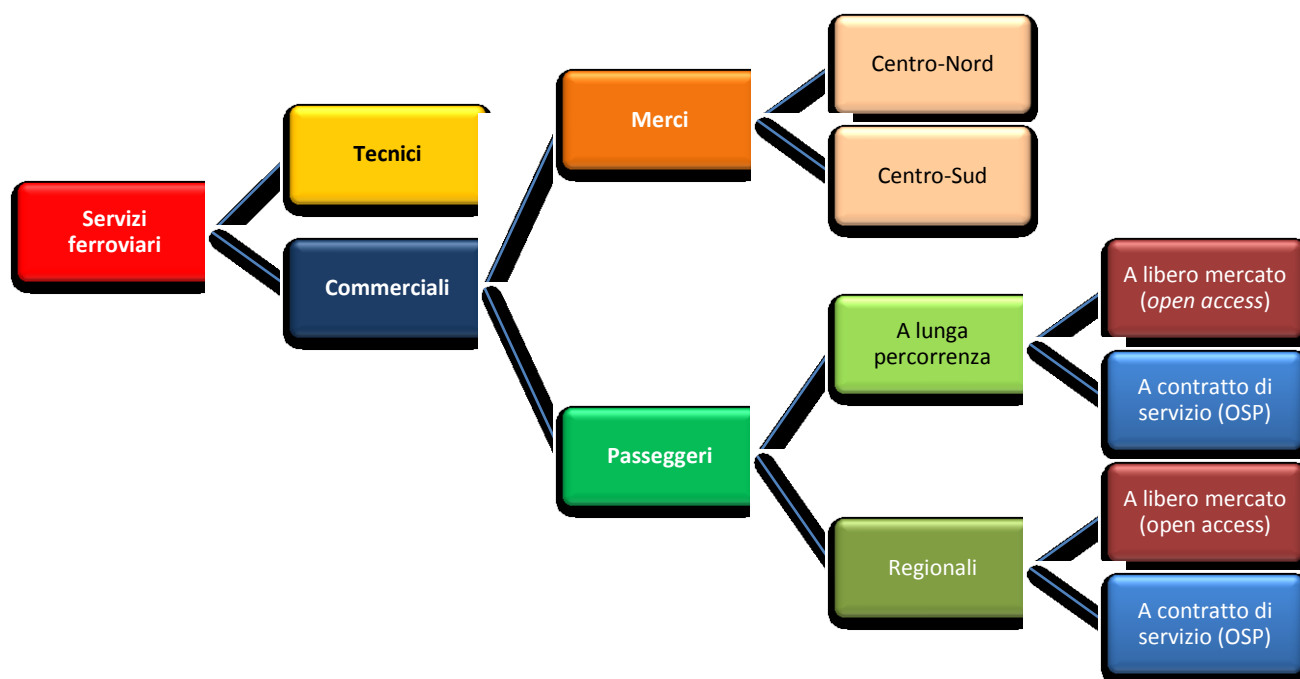 Servizi
ferroviari
Tecnici
Commerciali
Merci
Centro-Nord
Centro-Sud
Passeggeri
A lunga
percorrenza
A libero mercato
(open access)
A contratto di
servizio (OSP)
Regionali
A libero mercato
(open access)
A contratto di
servizio (OSP)